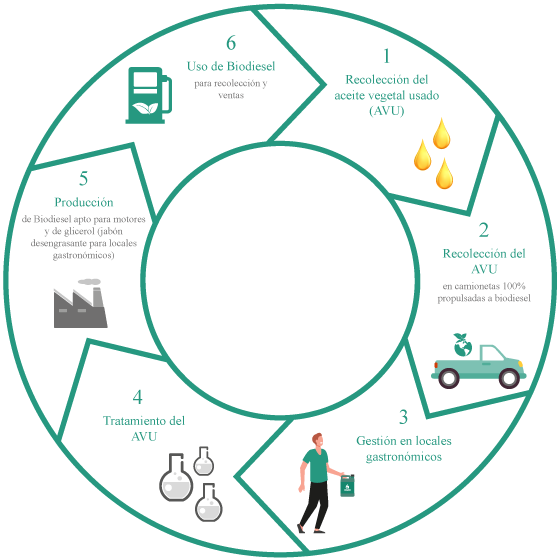 1
Recolección del
aceite vegetal usado
(AVU)
2
Recolección del
AVU
en camionetas 100%
propulsadas a biodiesel
3
Gestión en locales
gastronómicos
4
Tratamiento del
AVU
5
Producción
de Biodiesel apto para motores
y de glicerol (jabón
desengrasante para locales
gastronómicos)
6
Uso de Biodiesel
para recolección y
ventas